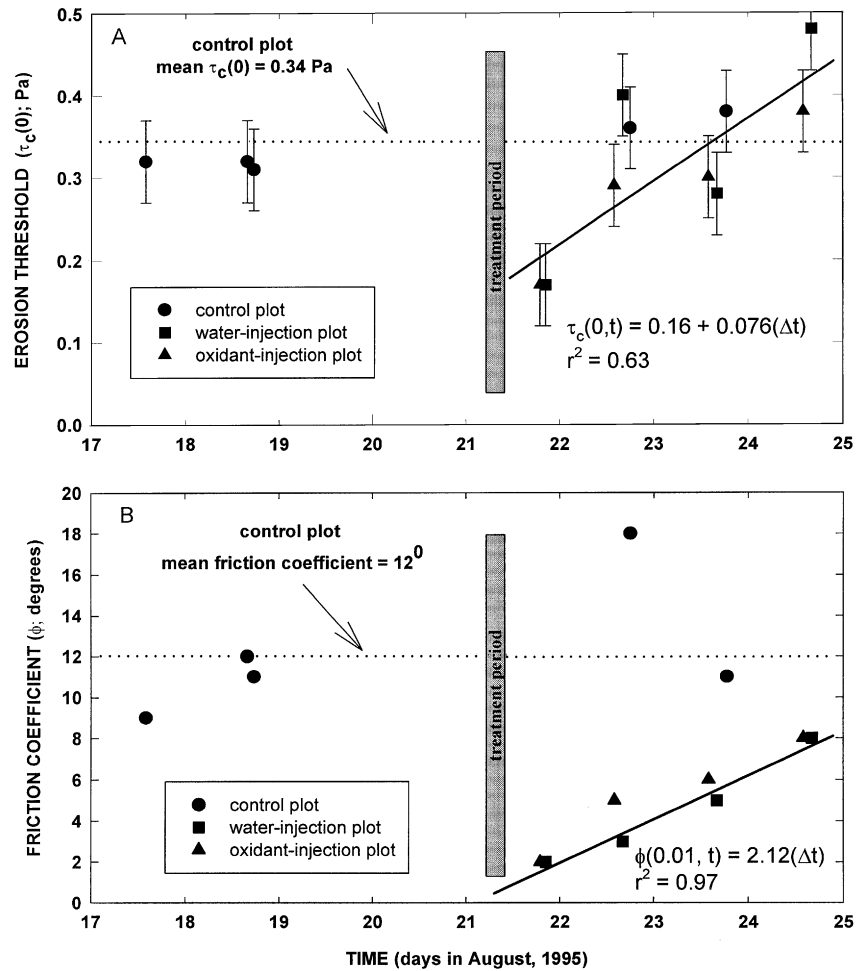 A
control plot
mean τc(0) = 0.34 Pa
EROSION THRESHOLD (τc(0); Pa)
0.5
0.4
0.3
0.2
0.1
0.0
treatment period
control plot
water-injection plot
oxidant-injection plot
τc(0,t) = 0.16 + 0.076(Δt)
r² = 0.63
17 18 19 20 21 22 23 24 25
B
control plot
mean friction coefficient = 12⁰
FRICTION COEFFICIENT (ϕ; degrees)
20
18
16
14
12
10
8
6
4
2
0
treatment period
control plot
water-injection plot
oxidant-injection plot
ϕ(0.01, t) = 2.12(Δt)
r² = 0.97
17 18 19 20 21 22 23 24 25
TIME (days in August, 1995)